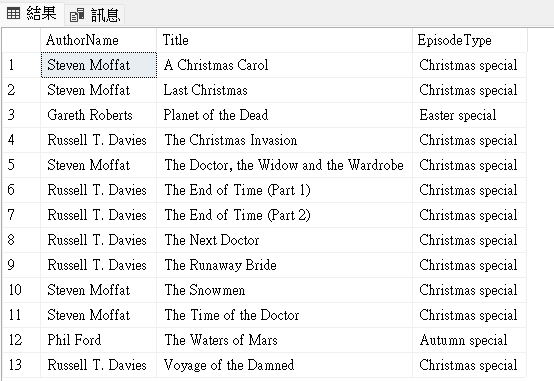 結果 訊息
AuthorName Title EpisodeType
1 Steven Moffat A Christmas Carol Christmas special
2 Steven Moffat Last Christmas Christmas special
3 Gareth Roberts Planet of the Dead Easter special
4 Russell T. Davies The Christmas Invasion Christmas special
5 Steven Moffat The Doctor, the Widow and the Wardrobe Christmas special
6 Russell T. Davies The End of Time (Part 1) Christmas special
7 Russell T. Davies The End of Time (Part 2) Christmas special
8 Russell T. Davies The Next Doctor Christmas special
9 Russell T. Davies The Runaway Bride Christmas special
10 Steven Moffat The Snowmen Christmas special
11 Steven Moffat The Time of the Doctor Christmas special
12 Phil Ford The Waters of Mars Autumn special
13 Russell T. Davies Voyage of the Damned Christmas special